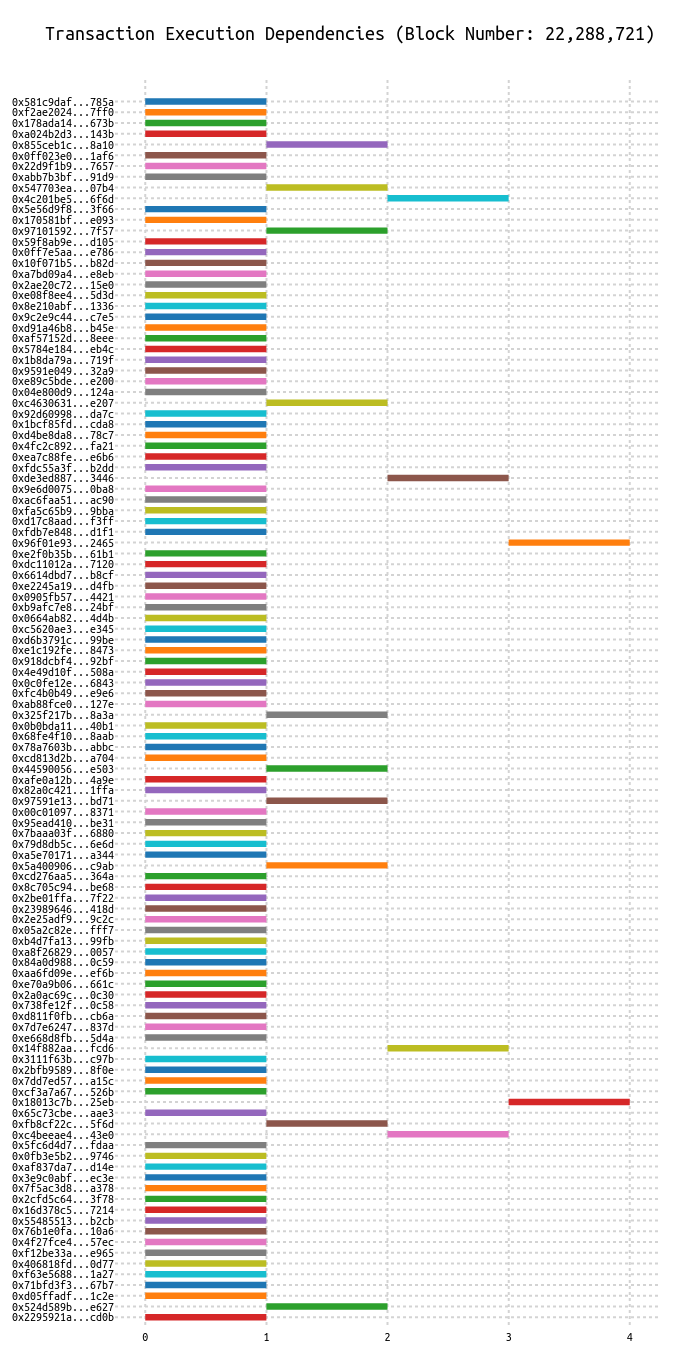 Transaction Execution Dependencies (Block Number: 22,288,721)
0x581c9daf...785a
0xf2ae2024...7ff0
0x178ada14...673b
0xa024b2d3...143b
0x855ceb1c...8a10
0x0ff023e0...1af6
0x22d9f1b9...7657
0xabb7b3bf...91d9
0x547703ea...07b4
0x4c201be5...6f6d
0x5e56d9f8...3f66
0x170581bf...e093
0x97101592...7f57
0x59f8ab9e...d105
0x0ff7e5aa...e786
0x10f071b5...b82d
0xa7bd09a4...e8eb
0x2ae20c72...15e0
0xe08f8ee4...5d3d
0x8e210abf...1336
0x9c2e9c44...c7e5
0xd91a46b8...b45e
0xaf57152d...8eee
0x5784e184...eb4c
0x1b8da79a...719f
0x9591e049...32a9
0xe89c5bde...e200
0x04e800d9...124a
0xc4630631...e207
0x92d60998...da7c
0x1bcf85fd...cda8
0xd4be8da8...78c7
0x4fc2c892...fa21
0xea7c88fe...e6b6
0xfdc55a3f...b2dd
0xde3ed887...3446
0x9e6d0075...0ba8
0xac6faa51...ac90
0xfa5c65b9...9bba
0xd17c8aad...f3ff
0xfdb7e848...d1f1
0x96f01e93...2465
0xe2f0b35b...61b1
0xdc11012a...7120
0x6614dbd7...b8cf
0xe2245a19...d4fb
0x0905fb57...4421
0xb9afc7e8...24bf
0x0664ab82...4d4b
0xc5620ae3...e345
0xd6b3791c...99be
0xe1c192fe...8473
0x918dcbf4...92bf
0x4e49d10f...508a
0x0c0fe12e...6843
0xfc4b0b49...e9e6
0xab88fce0...127e
0x325f217b...8a3a
0x0b0bda11...40b1
0x68fe4f10...8aab
0x78a7603b...abbc
0xcd813d2b...a704
0x44590056...e503
0xafe0a12b...4a9e
0x82a0c421...1ffa
0x97591e13...bd71
0x00c01097...8371
0x95ead410...be31
0x7baaa03f...6880
0x79d8db5c...6e6d
0xa5e70171...a344
0x5a400906...c9ab
0xcd276aa5...364a
0x8c705c94...be68
0x2be01ffa...7f22
0x23989646...418d
0x2e25adf9...9c2c
0x05a2c82e...fff7
0xb4d7fa13...99fb
0xa8f26829...0057
0x84a0d988...0c59
0xaa6fd09e...ef6b
0xe70a9b06...661c
0x2a0ac69c...0c30
0x738fe12f...0c58
0xd811f0fb...cb6a
0x7d7e6247...837d
0xe668d8fb...5d4a
0x14f882aa...fcd6
0x3111f63b...c97b
0x2bfb9589...8f0e
0x7dd7ed57...a15c
0xcf3a7a67...526b
0x18013c7b...25eb
0x65c73cbe...aae3
0xfb8cf22c...5f6d
0xc4beeae4...43e0
0x5fc6d4d7...fdaa
0x0fb3e5b2...9746
0xaf837da7...d14e
0x3e9c0abf...ec3e
0x7f5ac3d8...a378
0x2cfd5c64...3f78
0x16d378c5...7214
0x55485513...b2cb
0x76b1e0fa...10a6
0x4f27fce4...57ec
0xf12be33a...e965
0x406818fd...0d77
0xf63e5688...1a27
0x71bfd3f3...67b7
0xd05ffadf...1c2e
0x524d589b...e627
0x2295921a...cd0b
0 1 2 3 4